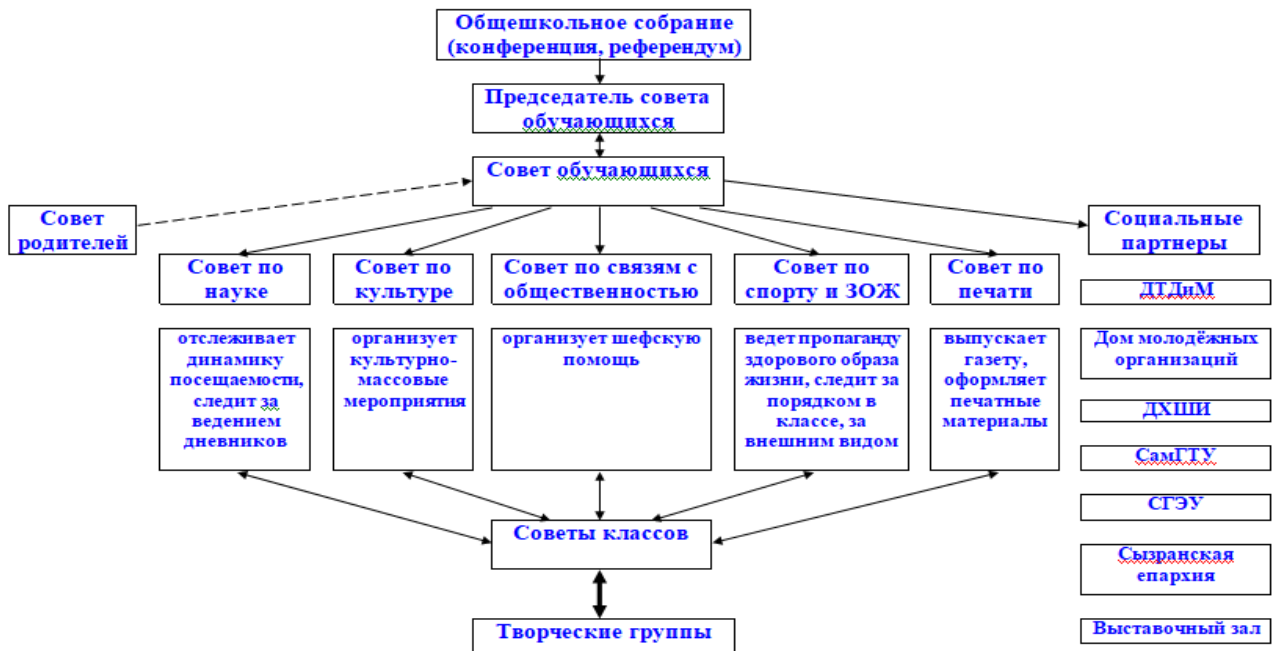 Общешкольное собрание
(конференция, референдум)
Председатель совета
обучающихся
Совет обучающихся
Совет
родителей
Социальные
партнеры
Совет по
науке
Совет по
культуре
Совет по связям с
общественностью
Совет по
спорту и ЗОЖ
Совет по
печати
отслеживает
динамику
посещаемости,
следит за
ведением
дневников
организует
культурно-
массовые
мероприятия
организует шефскую
помощь
ведет пропаганду
здорового образа
жизни, следит за
порядком в
классе, за
внешним видом
выпускает
газету,
оформляет
печатные
материалы
ДТДиМ
Дом молодёжных
организаций
ДХШИ
СамГТУ
СГЭУ
Сызранская
епархия
Выставочный зал
Советы классов
Творческие группы